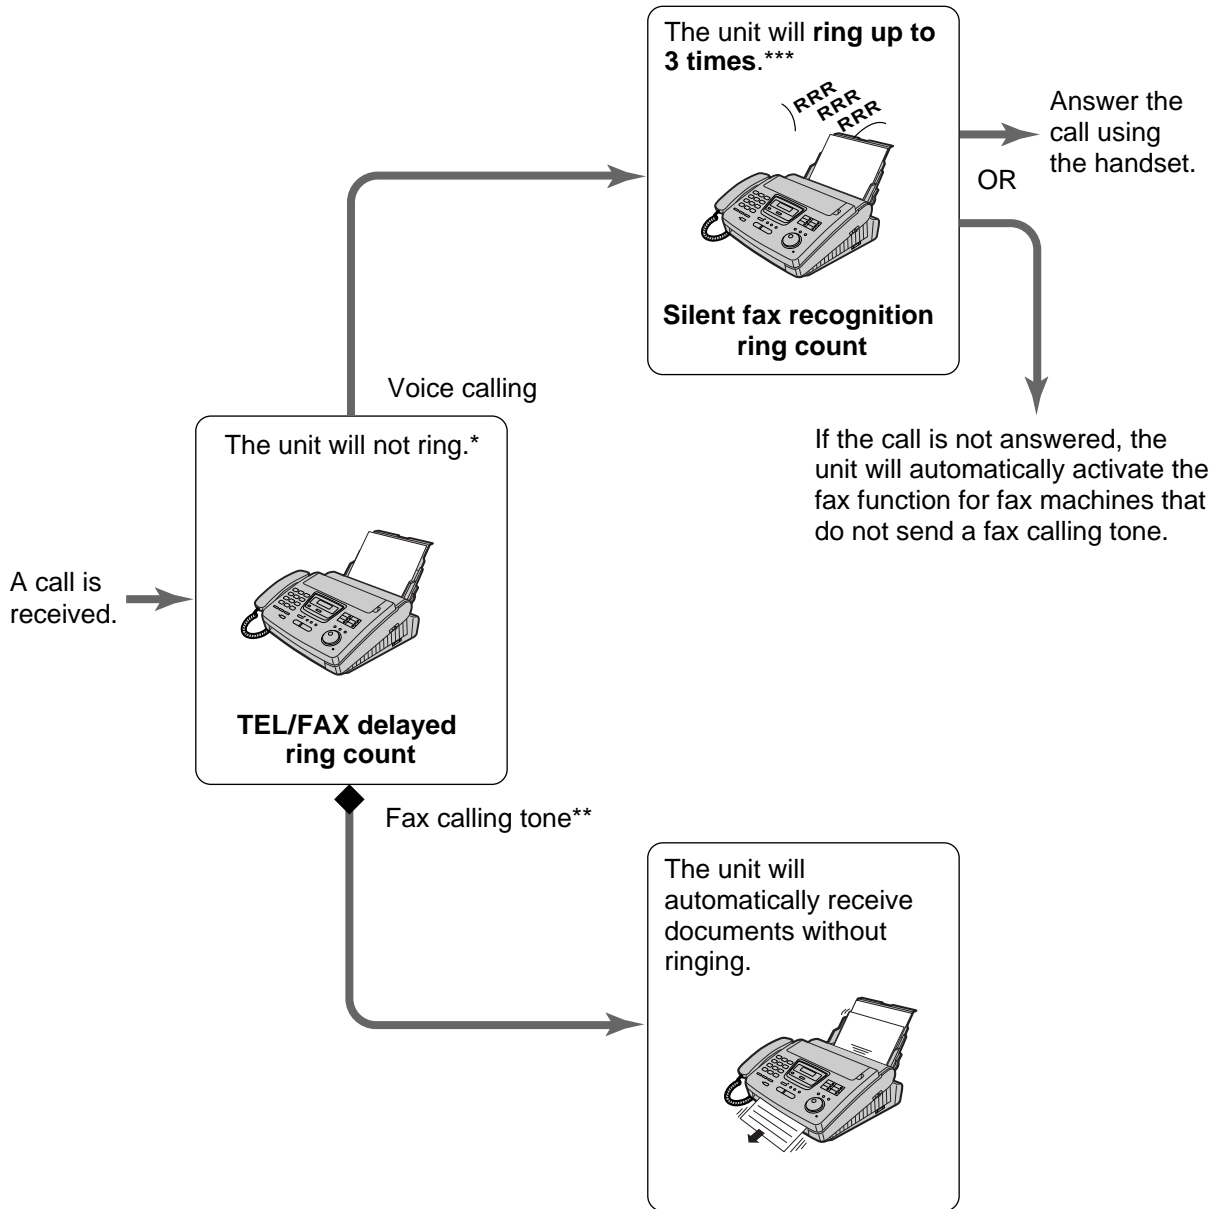 The unit will ring up to
3 times.***
RRR
RRR
RRR
Silent fax recognition
ring count
Answer the
call using
the handset.
OR
If the call is not answered, the
unit will automatically activate the
fax function for fax machines that
do not send a fax calling tone.
Voice calling
A call is
received.
The unit will not ring.*
TEL/FAX delayed
ring count
Fax calling tone**
The unit will
automatically receive
documents without
ringing.